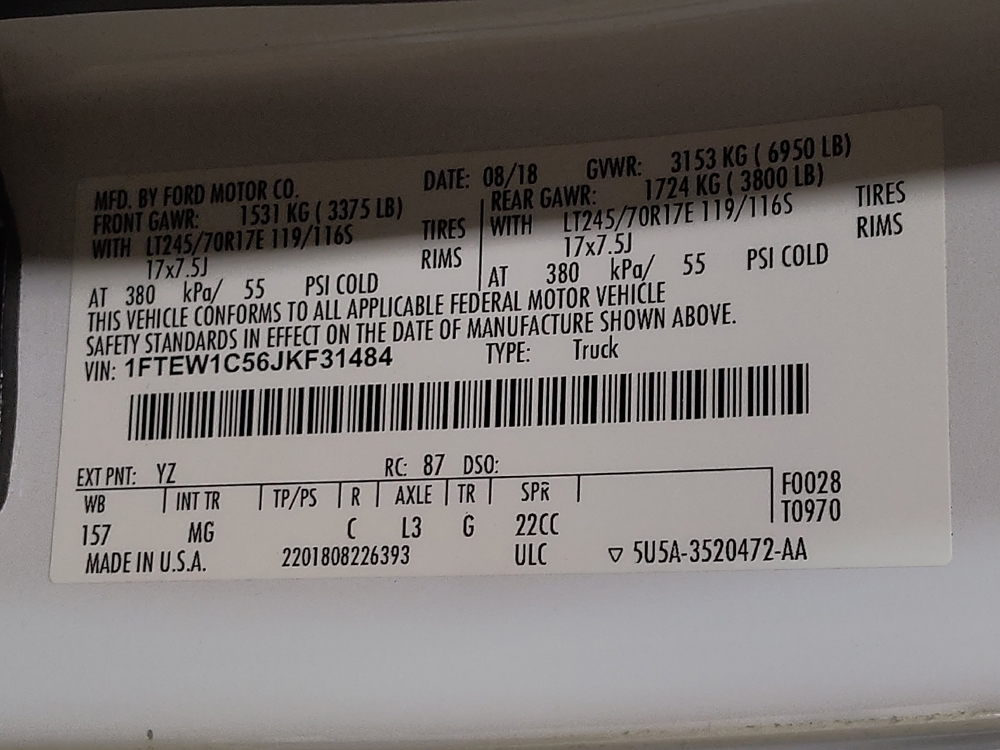 MFD. BY FORD MOTOR CO. DATE: 08/18 GVWR: 3153 KG ( 6950 LB)
FRONT GAWR: 1531 KG ( 3375 LB) REAR GAWR: 1724 KG ( 3800 LB)
WITH LT245/70R17E 119/116S TIRES WITH LT245/70R17E 119/116S TIRES
17x7.5J RIMS 17x7.5J RIMS
AT 380 kPa/ 55 PSI COLD AT 380 kPa/ 55 PSI COLD
THIS VEHICLE CONFORMS TO ALL APPLICABLE FEDERAL MOTOR VEHICLE
SAFETY STANDARDS IN EFFECT ON THE DATE OF MANUFACTURE SHOWN ABOVE.
VIN: 1FTEW1C56JKF31484 TYPE: Truck
EXT PNT: YZ RC: 87 DSO:
WB INT TR TP/PS R AXLE TR SPR F0028
157 MG C L3 G 22CC T0970
MADE IN U.S.A. 2201808226393 ULC ▽ 5U5A-3520472-AA